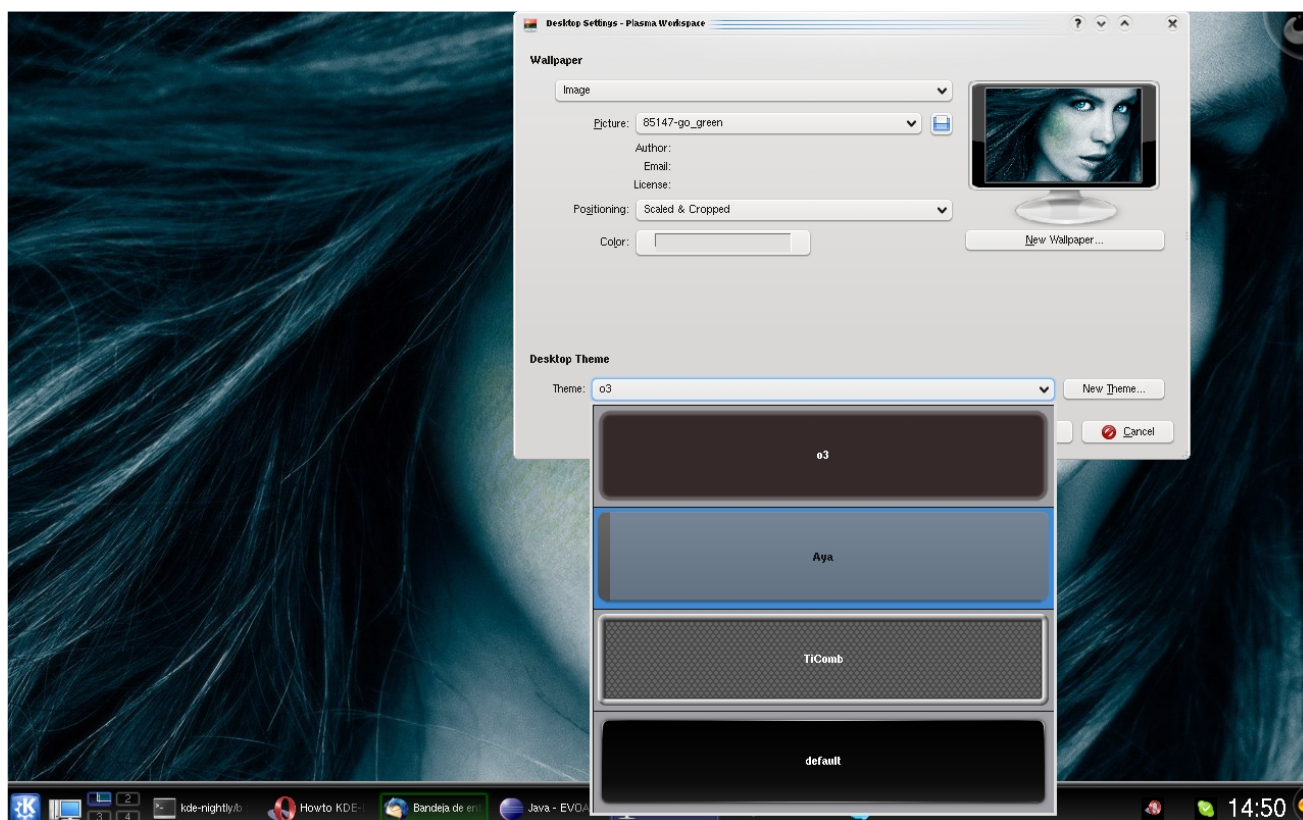 Desktop Settings - Plasma Workspace
Wallpaper
Image
Picture: 85147-go_green
Author:
Email:
License:
Positioning: Scaled & Cropped
Color:
New Wallpaper...
Desktop Theme
Theme: o3
New Theme...
Cancel
o3
Aya
TiComb
default
2
3 4
kde-nightly/b
Howto KDE-
Bandeja de en
Java - EVOA
14:50